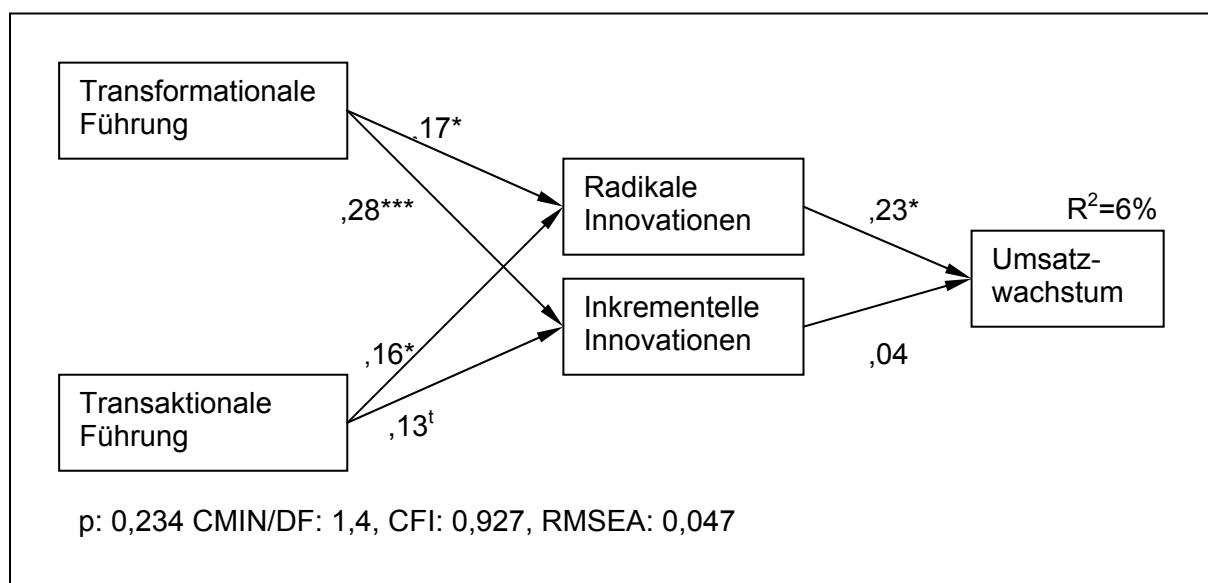 Transformationale
Führung
.17*
Radikale
Innovationen
,28***
,23*
R²=6%
Umsatz-
wachstum
Inkrementelle
Innovationen
,16*
,04
Transaktionale
Führung
,13ᵗ
p: 0,234 CMIN/DF: 1,4, CFI: 0,927, RMSEA: 0,047